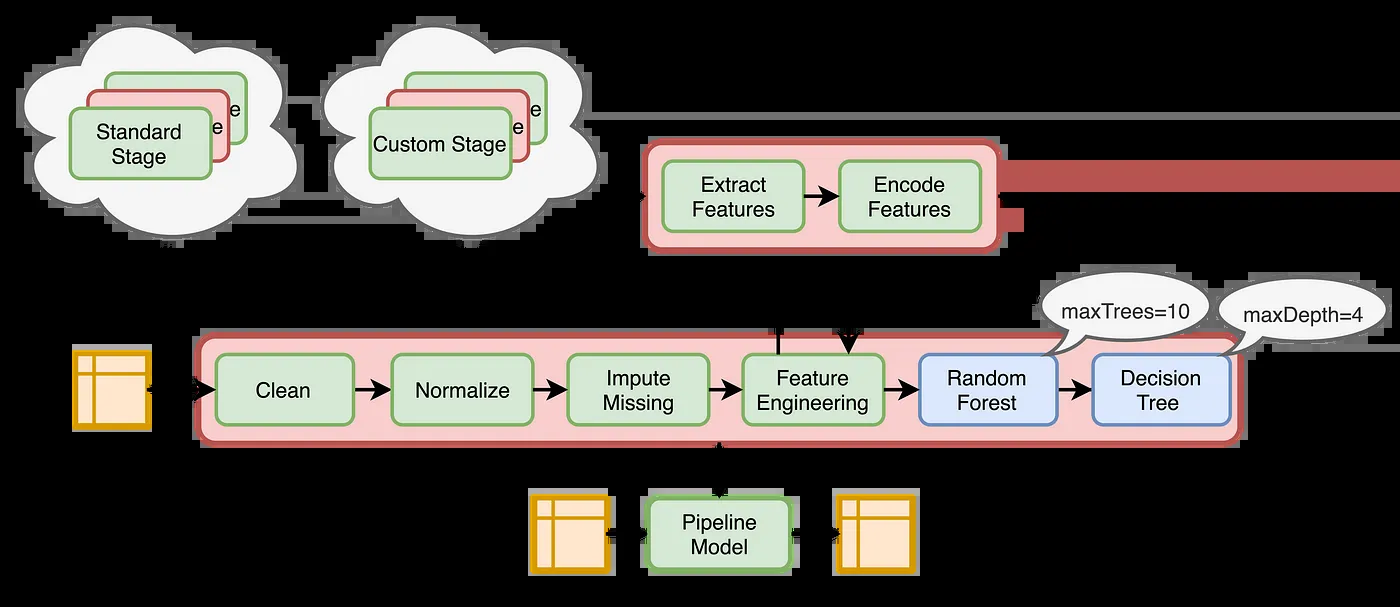 e
e
Standard
Stage
e
e
Custom Stage
Extract
Features
Encode
Features
maxTrees=10
maxDepth=4
Clean
Normalize
Impute
Missing
Feature
Engineering
Random
Forest
Decision
Tree
Pipeline
Model